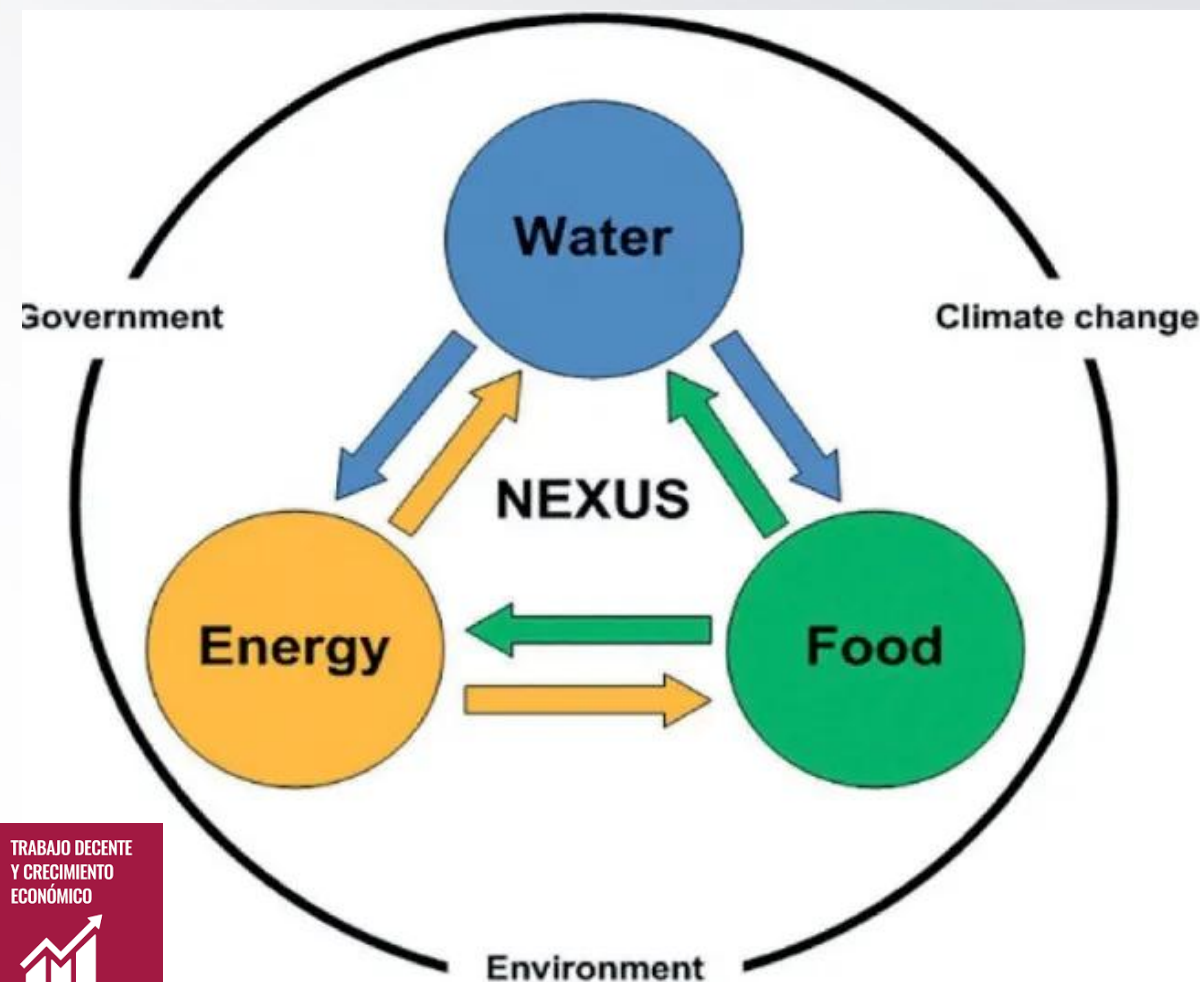 Water
Government
Climate change
NEXUS
Energy
Food
TRABAJO DECENTE
Y CRECIMIENTO
ECONÓMICO
Environment